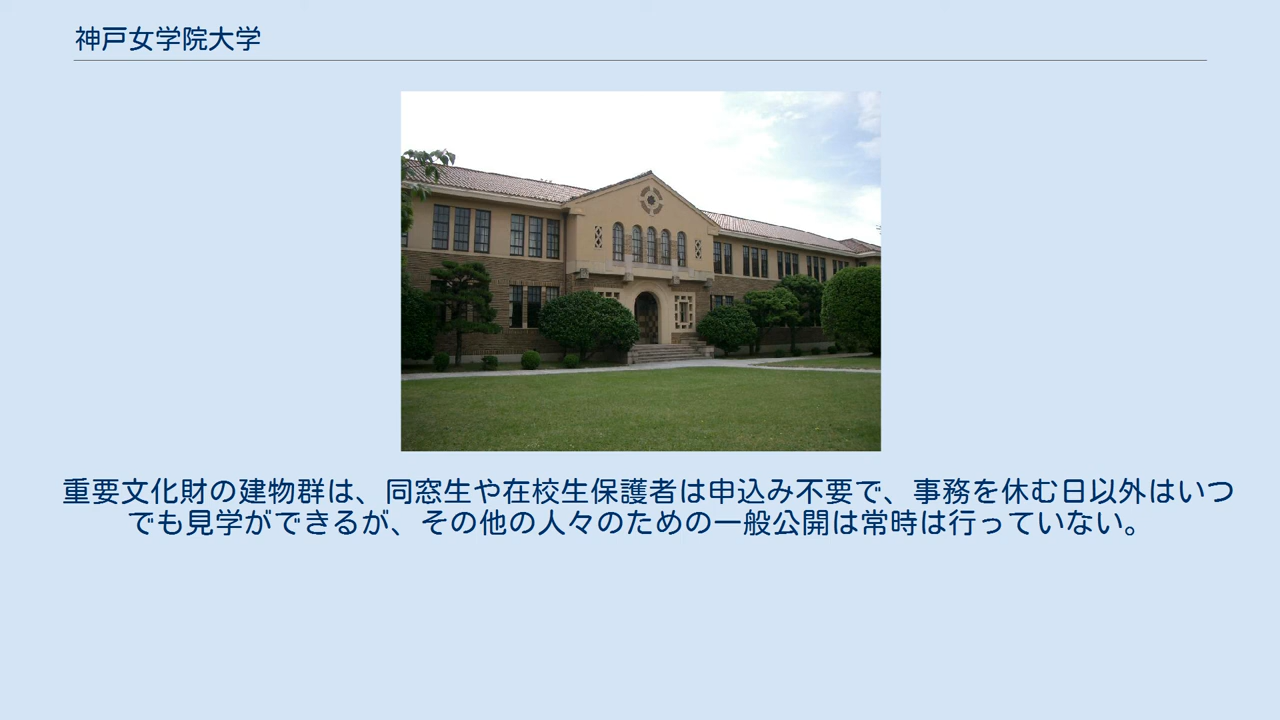 神戸女学院大学
重要文化財の建物群は、同窓生や在校生保護者は申込み不要で、事務を休む日以外はいつ
でも見学ができるが、その他の人々のための一般公開は常時は行っていない。